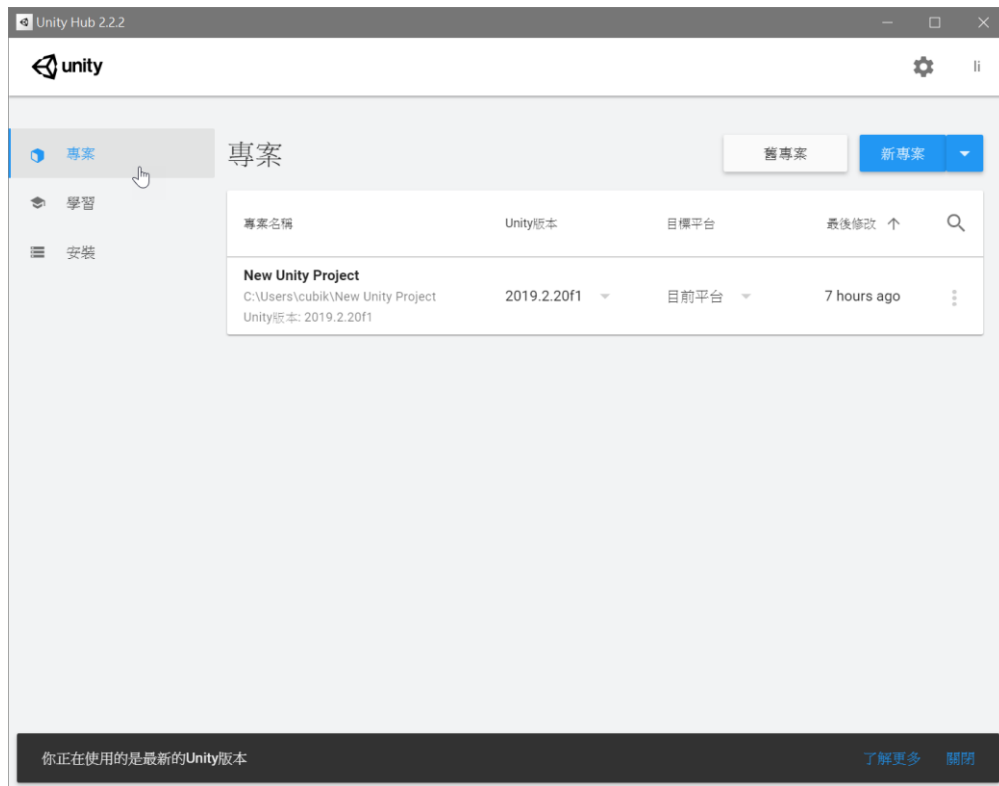 Unity Hub 2.2.2
unity
li
專案
學習
安裝
專案
舊專案
新專案
專案名稱
Unity版本
目標平台
最後修改
New Unity Project
C:\Users\cubik\New Unity Project
Unity版本: 2019.2.20f1
2019.2.20f1
目前平台
7 hours ago
你正在使用的是最新的Unity版本
了解更多
關閉